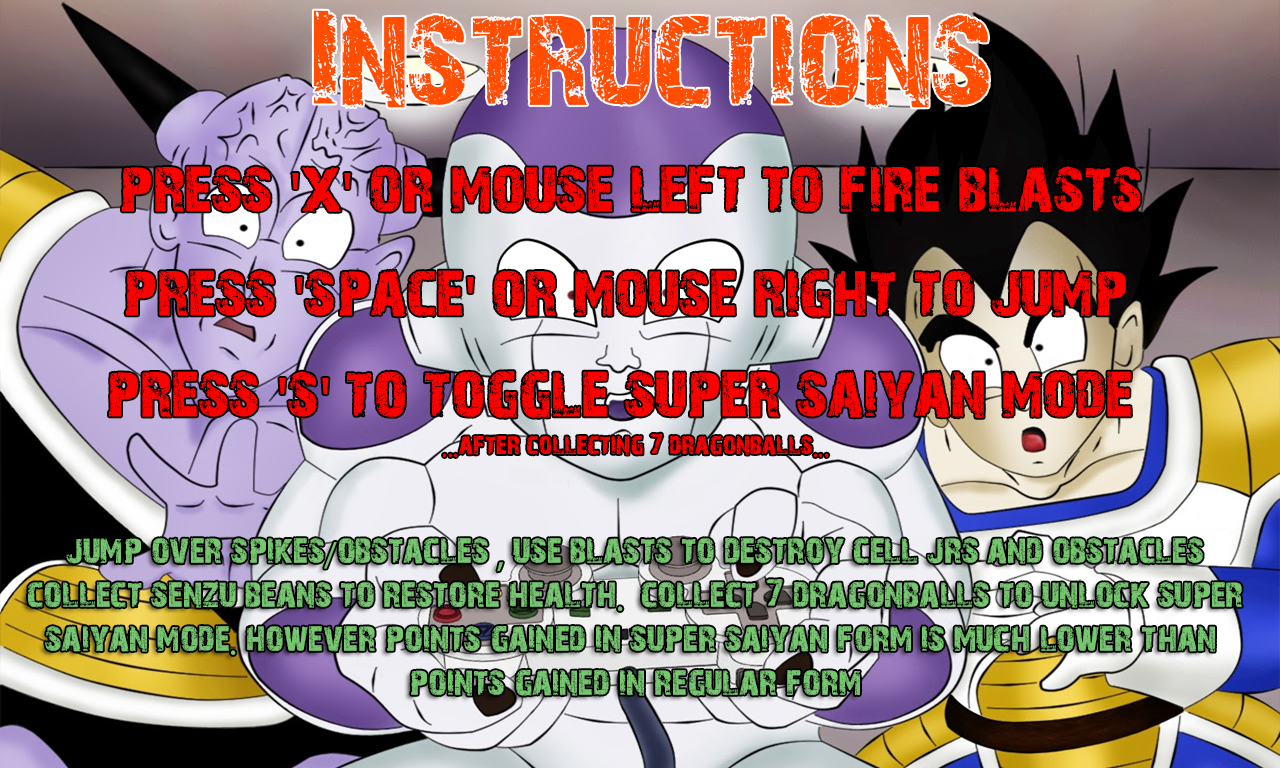 INSTRUCTIONS
PRESS 'X' OR MOUSE LEFT TO FIRE BLASTS
PRESS 'SPACE' OR MOUSE RIGHT TO JUMP
PRESS 'S' TO TOGGLE SUPER SAIYAN MODE
...AFTER COLLECTING 7 DRAGONBALLS...
JUMP OVER SPIKES/OBSTACLES , USE BLASTS TO DESTROY CELL JRS AND OBSTACLES
COLLECT SENZU BEANS TO RESTORE HEALTH. COLLECT 7 DRAGONBALLS TO UNLOCK SUPER
SAIYAN MODE. HOWEVER POINTS GAINED IN SUPER SAIYAN FORM IS MUCH LOWER THAN
POINTS GAINED IN REGULAR FORM